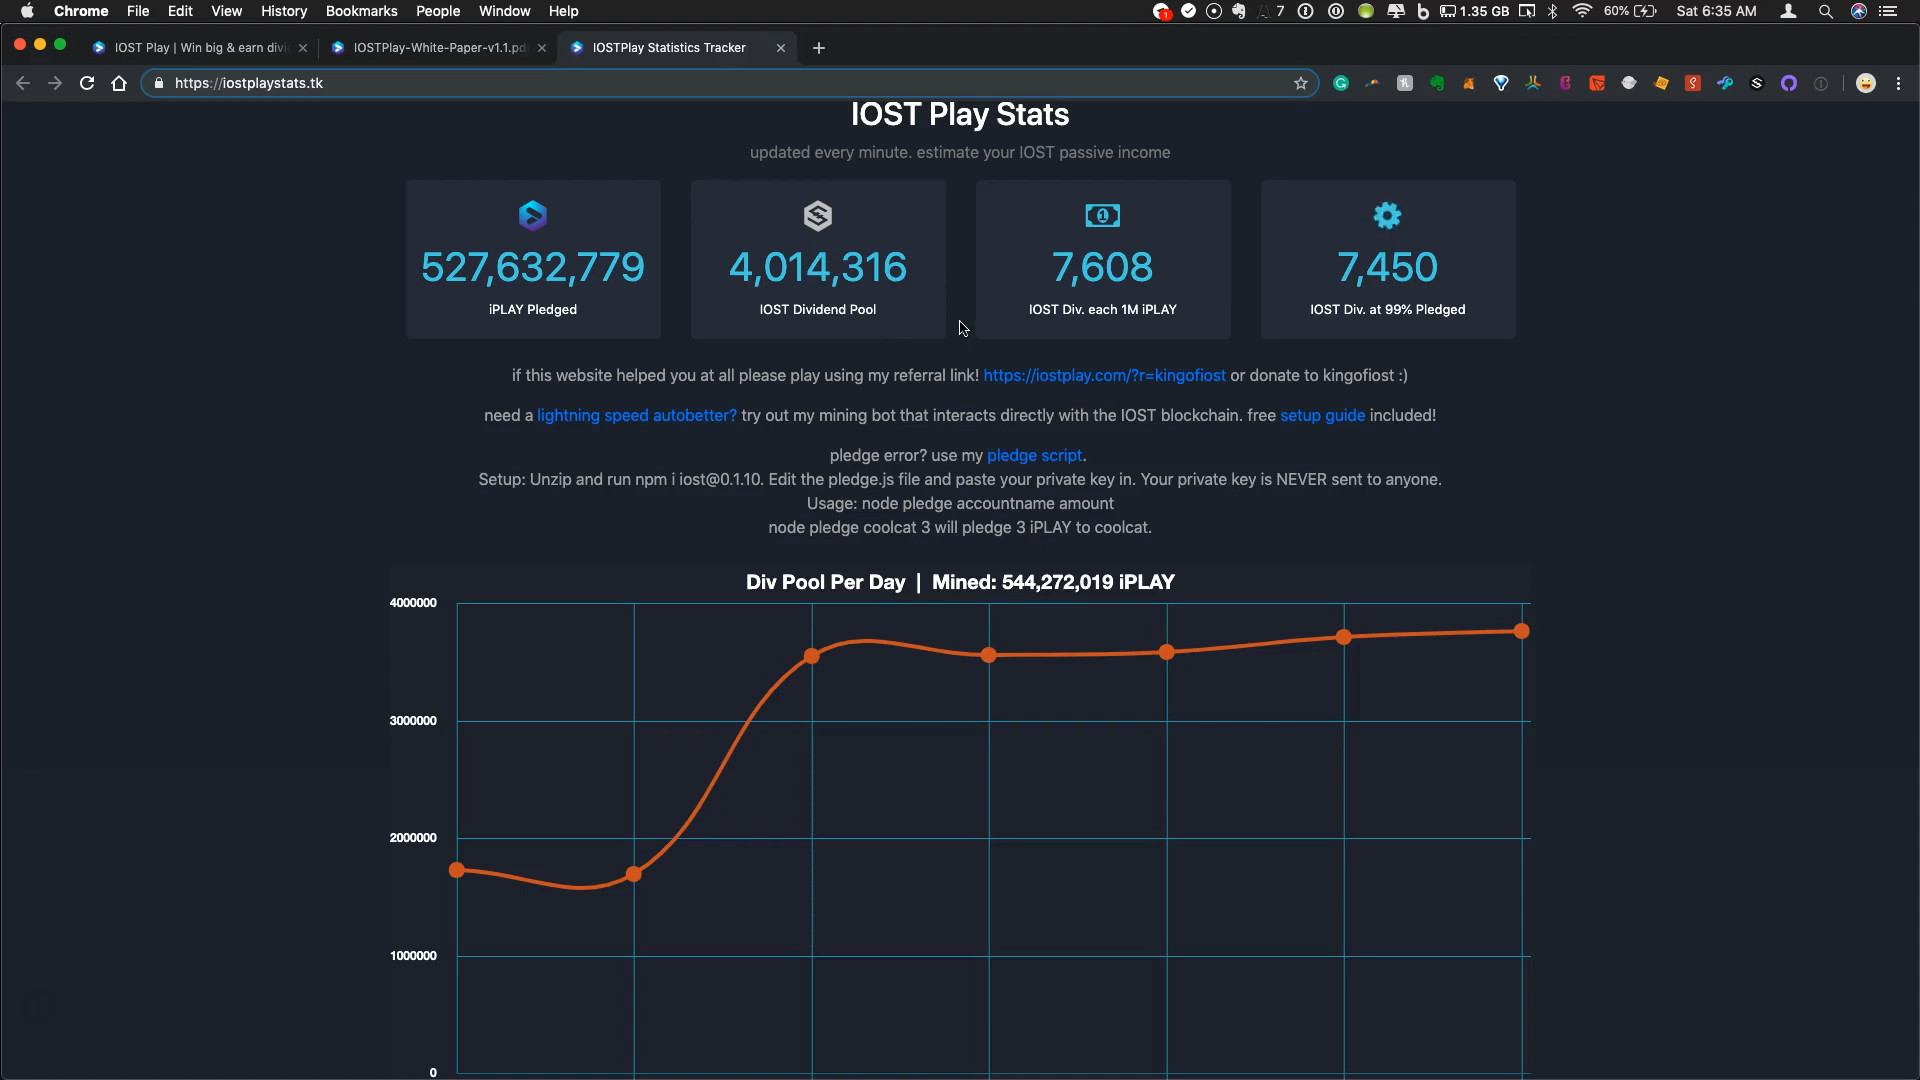 Chrome File Edit View History Bookmarks People Window Help
1 7 1.35 GB 60% Sat 6:35 AM
IOST Play | Win big & earn divi
IOSTPlay-White-Paper-v1.1.pd
IOSTPlay Statistics Tracker
https://iostplaystats.tk
IOST Play Stats
updated every minute. estimate your IOST passive income
527,632,779
iPLAY Pledged
4,014,316
IOST Dividend Pool
7,608
IOST Div. each 1M iPLAY
7,450
IOST Div. at 99% Pledged
if this website helped you at all please play using my referral link! https://iostplay.com/?r=kingofiost or donate to kingofiost :)
need a lightning speed autobetter? try out my mining bot that interacts directly with the IOST blockchain. free setup guide included!
pledge error? use my pledge script.
Setup: Unzip and run npm i iost@0.1.10. Edit the pledge.js file and paste your private key in. Your private key is NEVER sent to anyone.
Usage: node pledge accountname amount
node pledge coolcat 3 will pledge 3 iPLAY to coolcat.
Div Pool Per Day | Mined: 544,272,019 iPLAY
4000000
3000000
2000000
1000000
0